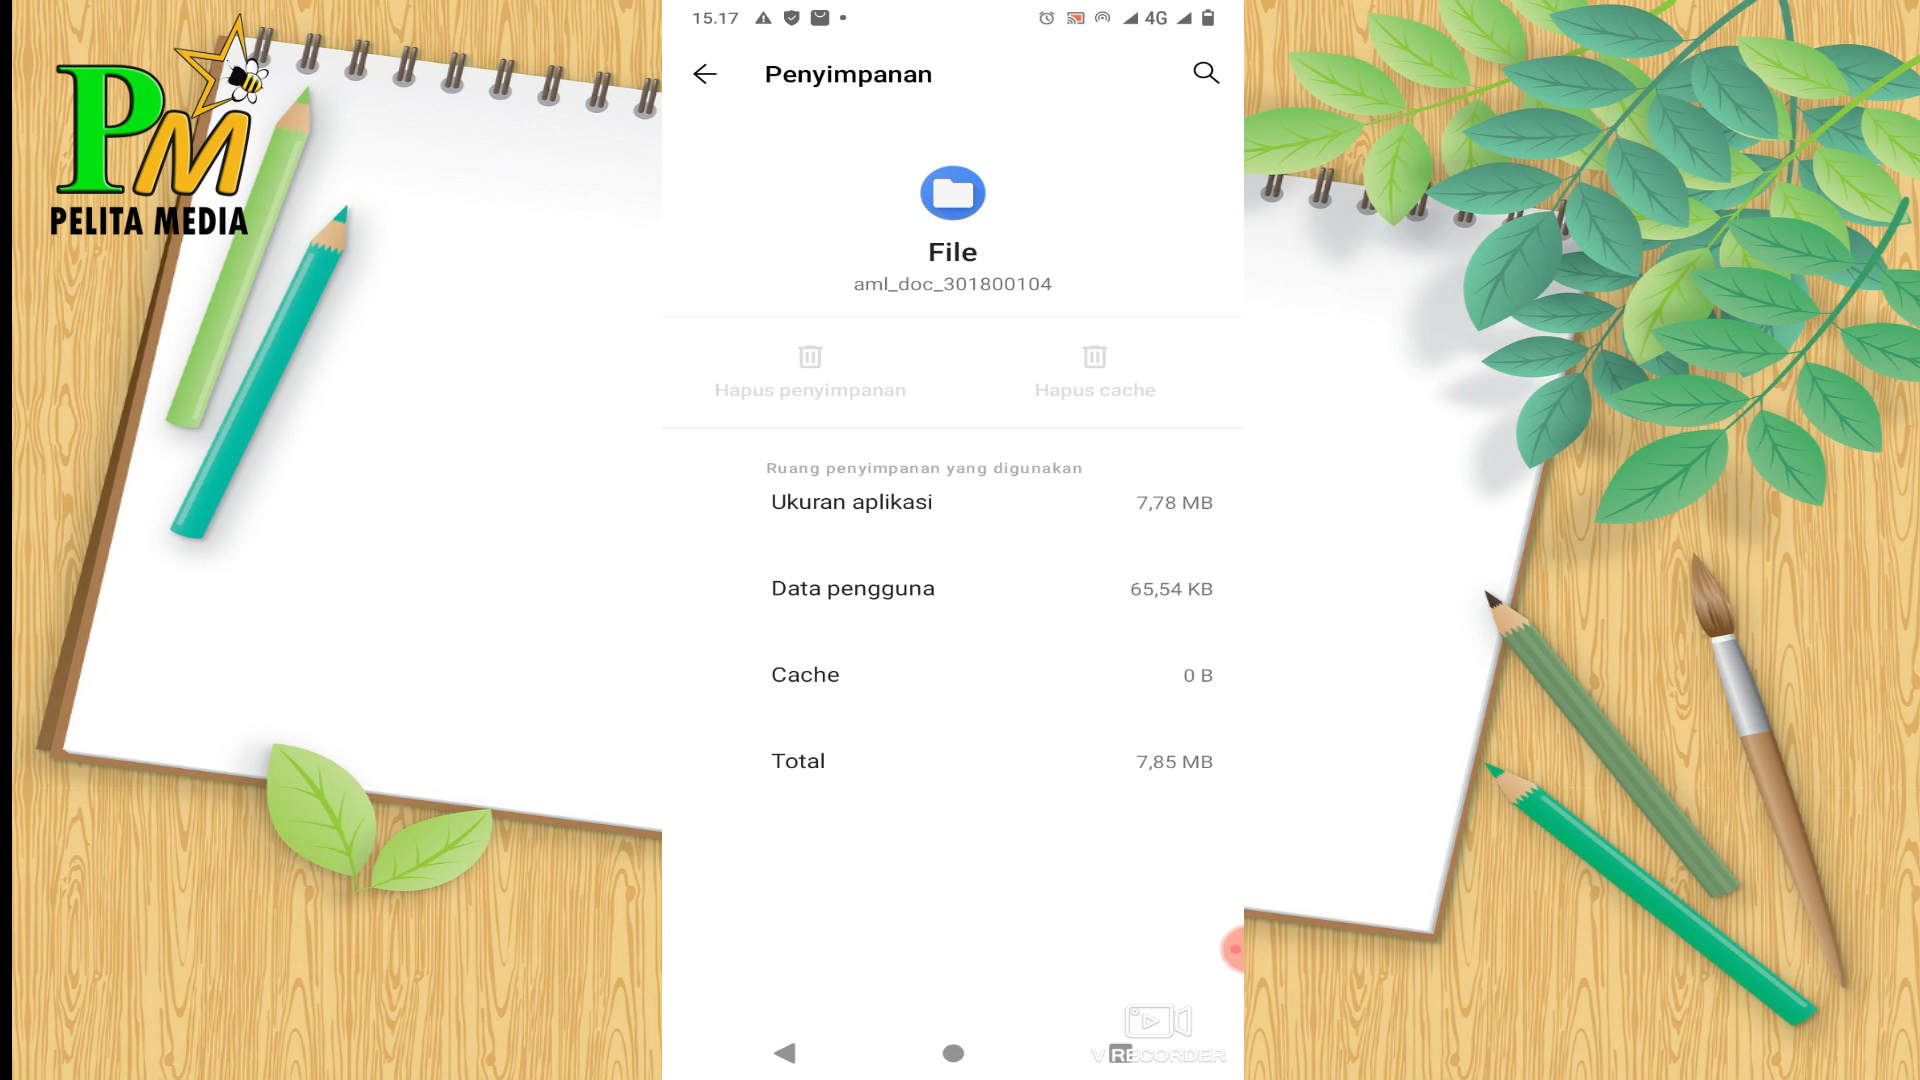 PM
PELITA MEDIA
15.17
4G
Penyimpanan
File
aml_doc_301800104
Hapus penyimpanan
Hapus cache
Ruang penyimpanan yang digunakan
Ukuran aplikasi 7,78 MB
Data pengguna 65,54 KB
Cache 0 B
Total 7,85 MB
V RECORDER